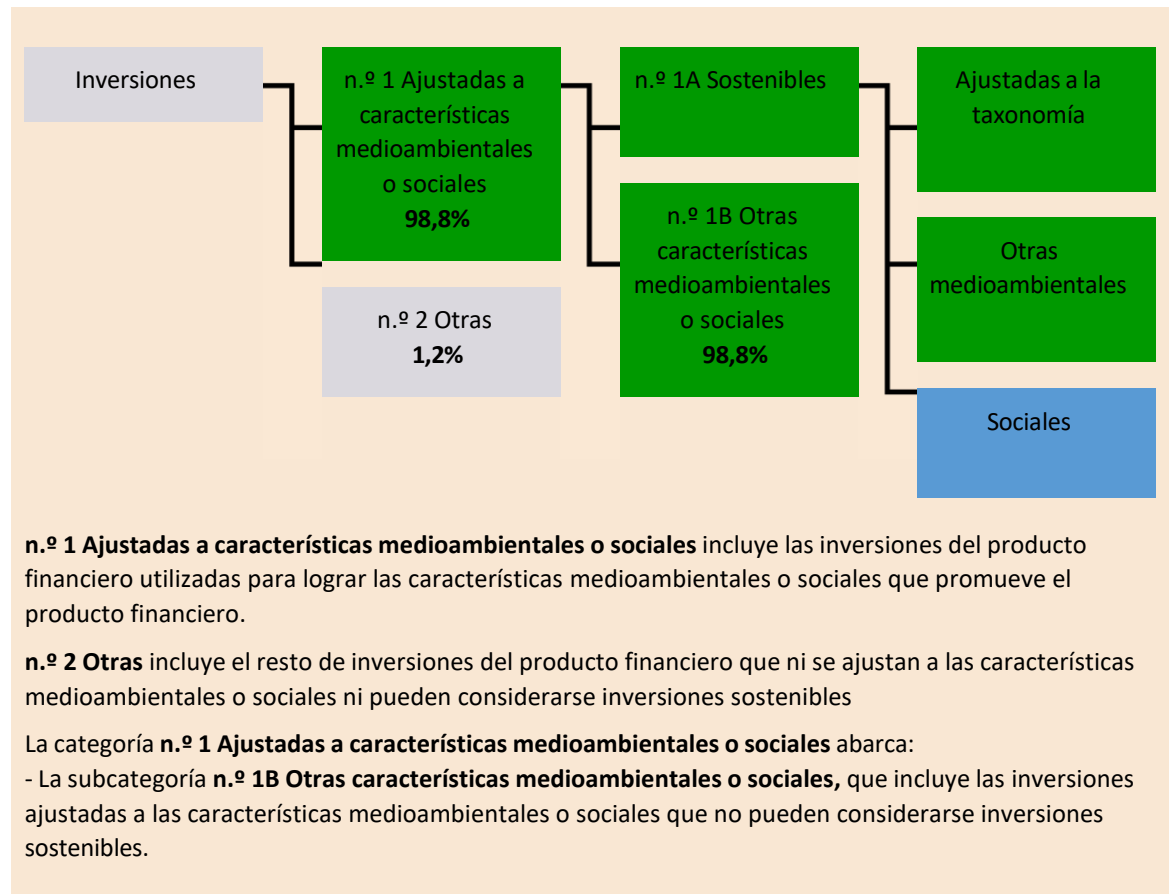 Inversiones
n.º 1 Ajustadas a
características
medioambientales
o sociales
98,8%
n.º 2 Otras
1,2%
n.º 1A Sostenibles
n.º 1B Otras
características
medioambientales
o sociales
98,8%
Ajustadas a la
taxonomía
Otras
medioambientales
Sociales
n.º 1 Ajustadas a características medioambientales o sociales incluye las inversiones del producto
financiero utilizadas para lograr las características medioambientales o sociales que promueve el
producto financiero.
n.º 2 Otras incluye el resto de inversiones del producto financiero que ni se ajustan a las características
medioambientales o sociales ni pueden considerarse inversiones sostenibles
La categoría n.º 1 Ajustadas a características medioambientales o sociales abarca:
- La subcategoría n.º 1B Otras características medioambientales o sociales, que incluye las inversiones
ajustadas a las características medioambientales o sociales que no pueden considerarse inversiones
sostenibles.